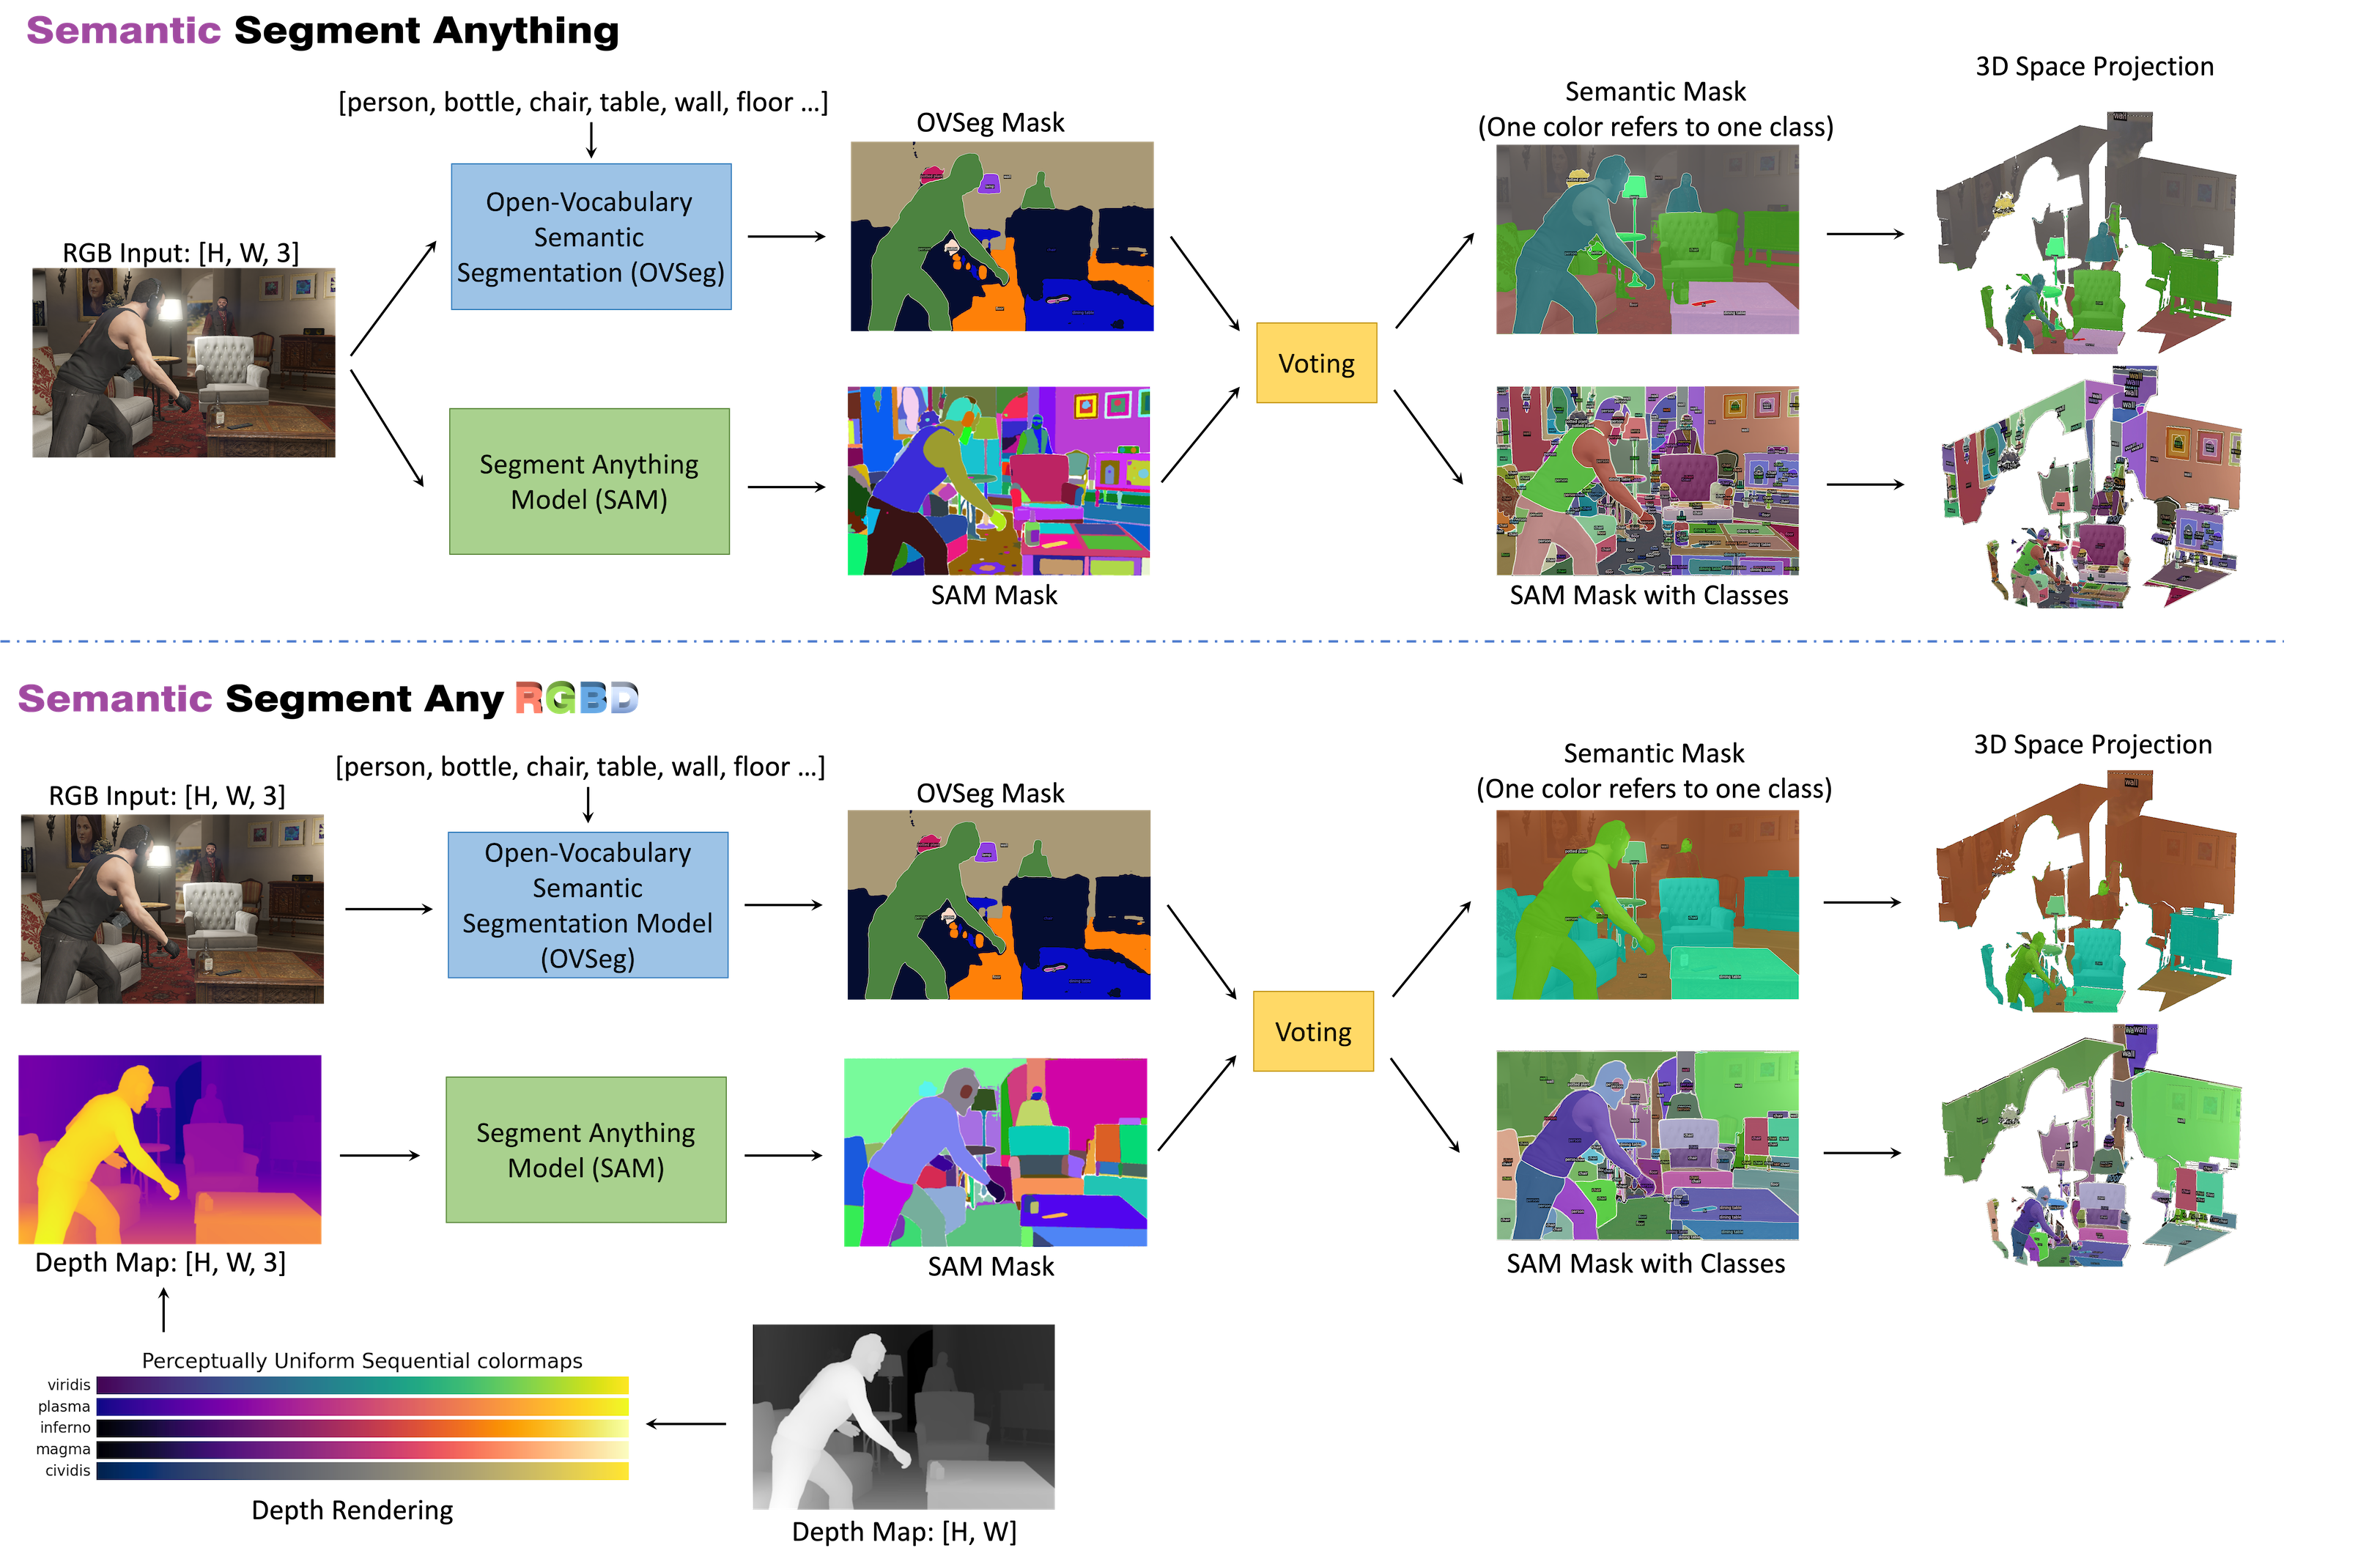 Semantic Segment Anything
3D Space Projection
[person, bottle, chair, table, wall, floor ...]
OVSeg Mask
Semantic Mask
(One color refers to one class)
RGB Input: [H, W, 3]
Open-Vocabulary
Semantic
Segmentation (OVSeg)
Voting
Segment Anything
Model (SAM)
SAM Mask
SAM Mask with Classes
Semantic Segment Any RGBD
3D Space Projection
[person, bottle, chair, table, wall, floor ...]
RGB Input: [H, W, 3]
OVSeg Mask
Semantic Mask
(One color refers to one class)
Open-Vocabulary
Semantic
Segmentation Model
(OVSeg)
Voting
Segment Anything
Model (SAM)
Depth Map: [H, W, 3]
SAM Mask
SAM Mask with Classes
Perceptually Uniform Sequential colormaps
viridis
plasma
inferno
magma
cividis
Depth Rendering
Depth Map: [H, W]